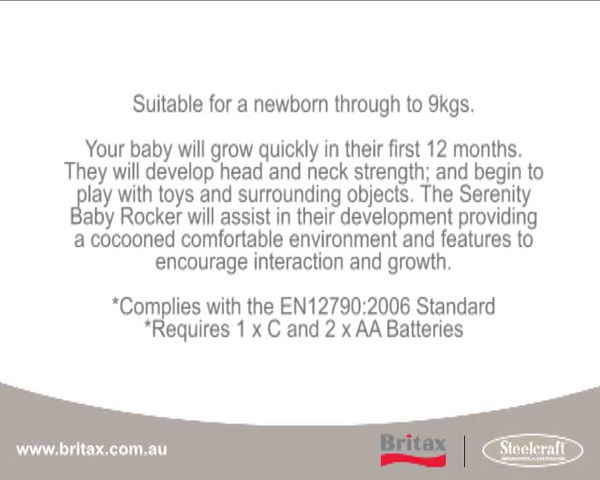 Suitable for a newborn through to 9kgs.
Your baby will grow quickly in their first 12 months.
They will develop head and neck strength; and begin to
play with toys and surrounding objects. The Serenity
Baby Rocker will assist in their development providing
a cocooned comfortable environment and features to
encourage interaction and growth.
*Complies with the EN12790:2006 Standard
*Requires 1 x C and 2 x AA Batteries
www.britax.com.au
Britax
Steelcraft